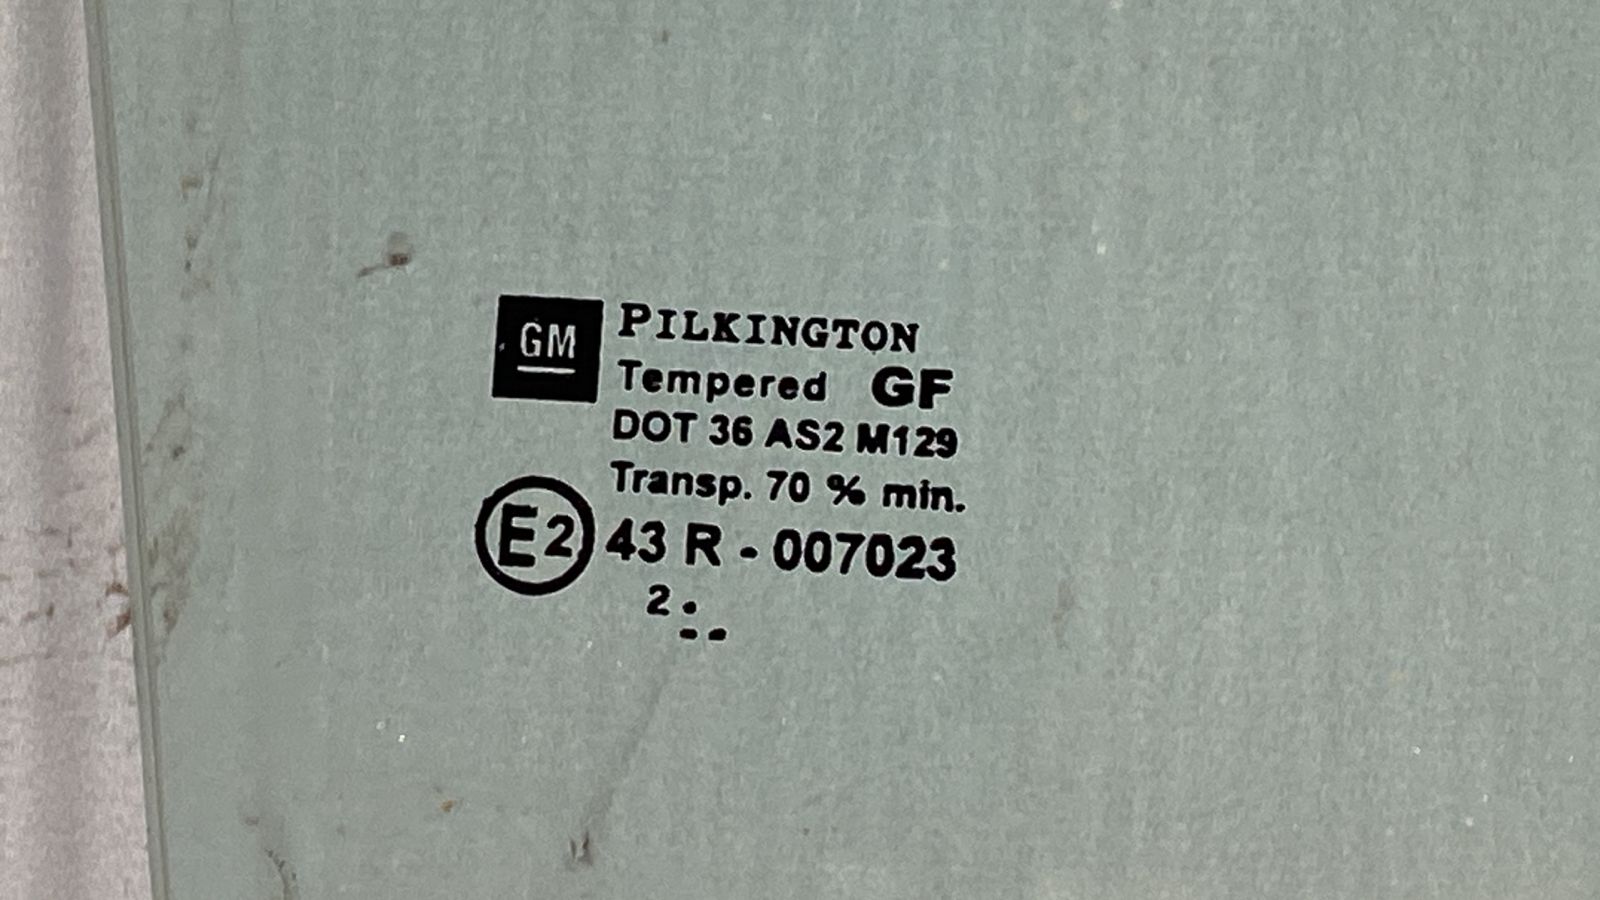 GM
PILKINGTON
Tempered GF
DOT 36 AS2 M129
Transp. 70 % min.
E2 43 R - 007023
2 :
- -